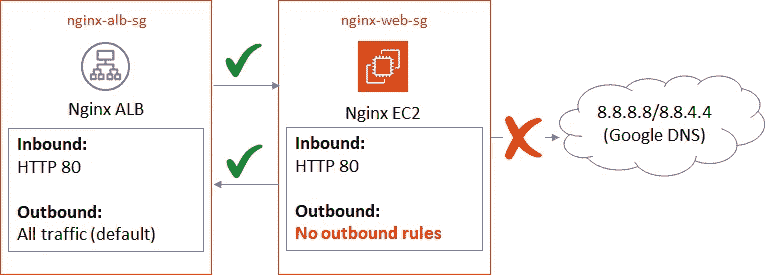 nginx-alb-sg
Nginx ALB
Inbound:
HTTP 80
Outbound:
All traffic (default)
nginx-web-sg
Nginx EC2
Inbound:
HTTP 80
Outbound:
No outbound rules
8.8.8.8/8.8.4.4
(Google DNS)